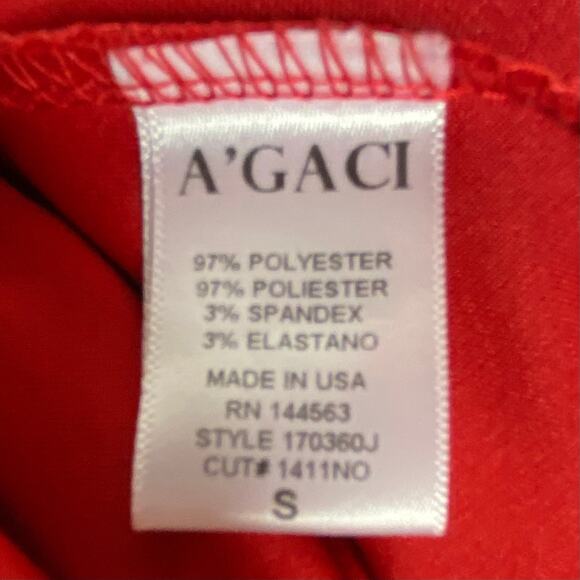 A'GACI
97% POLYESTER
97% POLIESTER
3% SPANDEX
3% ELASTANO
MADE IN USA
RN 144563
STYLE 170360J
CUT# 1411NO
S